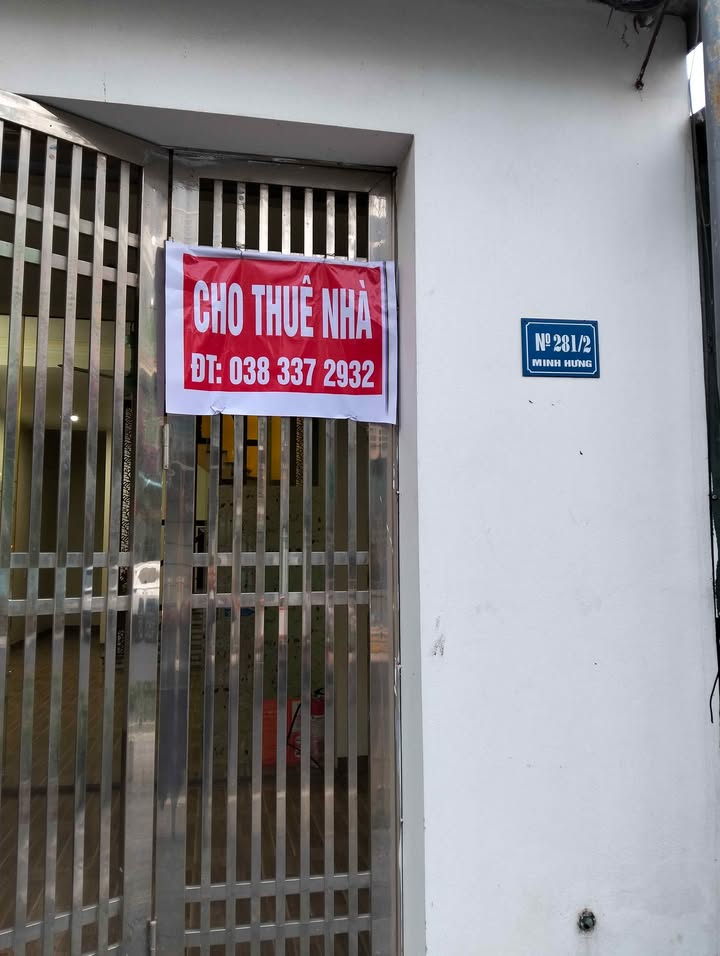 CHO THUÊ NHÀ
ĐT: 038 337 2932
Nº 281/2
MINH HƯNG